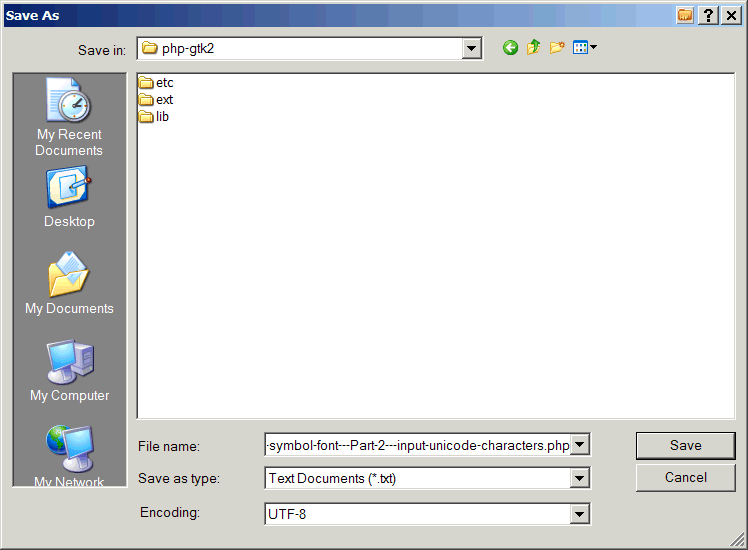 Save As
Save in:
php-gtk2
etc
ext
lib
My Recent
Documents
Desktop
My Documents
My Computer
My Network
File name:
-symbol-font---Part-2---input-unicode-characters.php
Save
Save as type:
Text Documents (*.txt)
Cancel
Encoding:
UTF-8